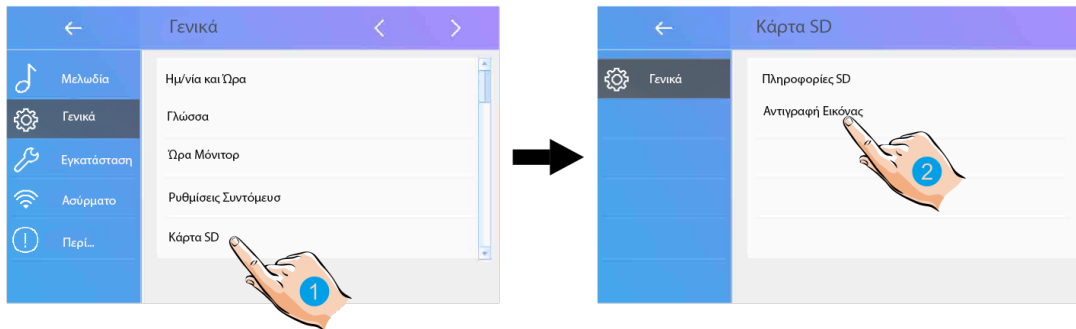 Γενικά
Μελωδία
Γενικά
Εγκατάσταση
Ασύρματο
Περί...
Ημ/νία και Ώρα
Γλώσσα
Ώρα Μόνιτορ
Ρυθμίσεις Συντόμευσ
Κάρτα SD
1
Κάρτα SD
Γενικά
Πληροφορίες SD
Αντιγραφή Εικόνας
2